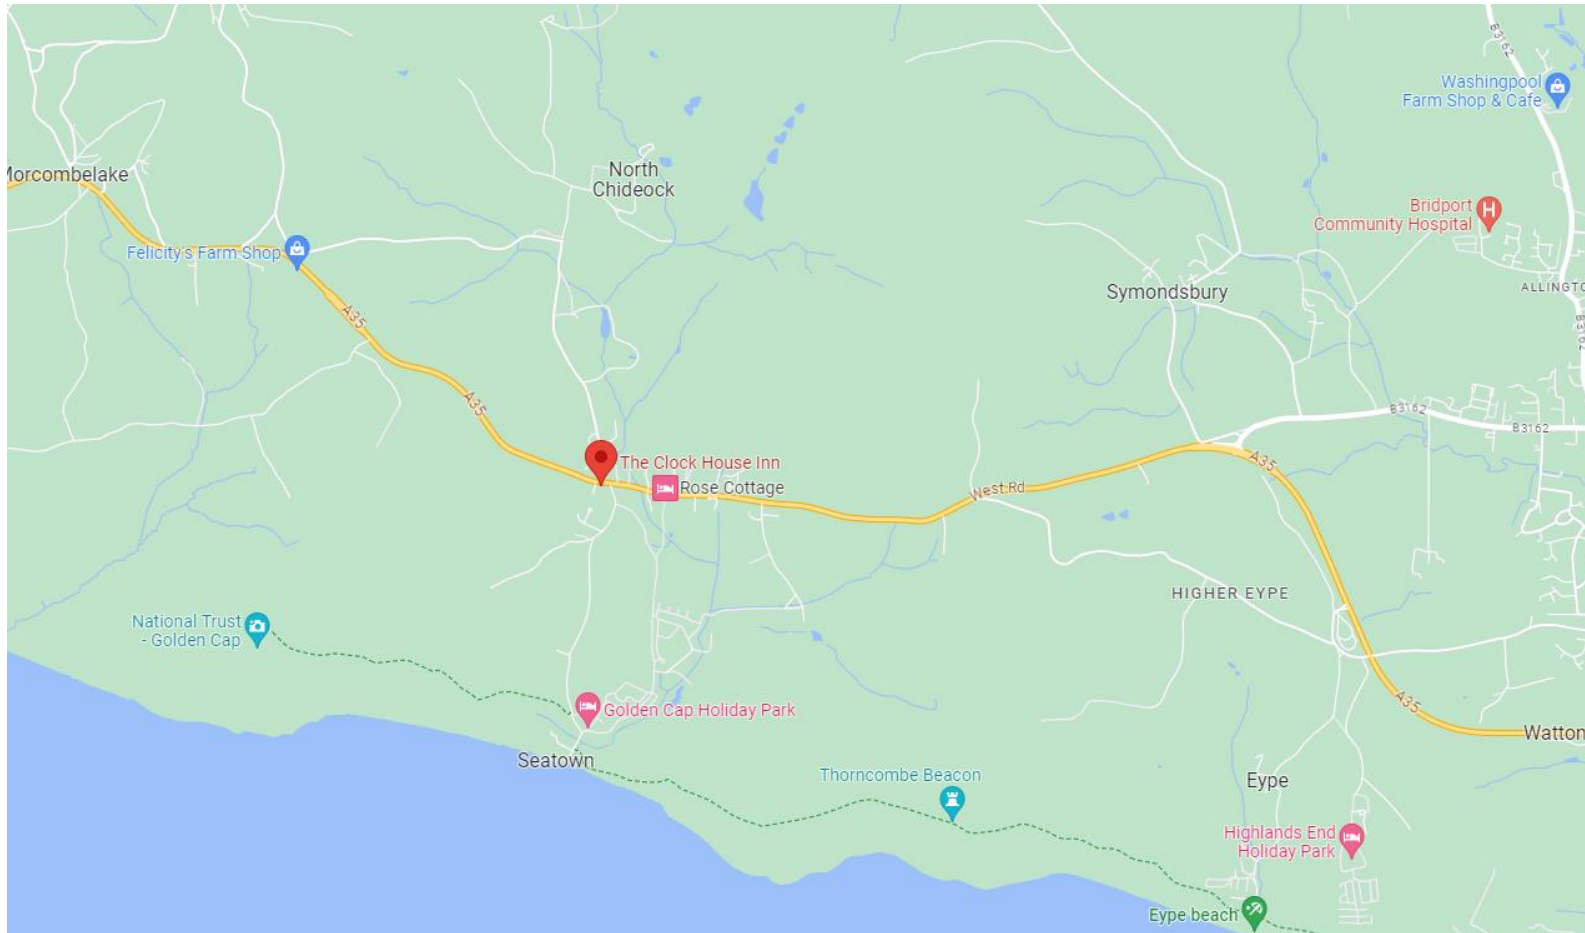 B3162
Washingpool
Farm Shop & Cafe
Morcombelake
North
Chideock
Bridport
Community Hospital
Felicity's Farm Shop
Symondsbury
ALLINGTO
A35
B3162
A35
B3162
B3162
The Clock House Inn
A35
Rose Cottage
West Rd
HIGHER EYPE
National Trust
- Golden Cap
A35
Golden Cap Holiday Park
Watton
Seatown
Thorncombe Beacon
Eype
Highlands End
Holiday Park
Eype beach